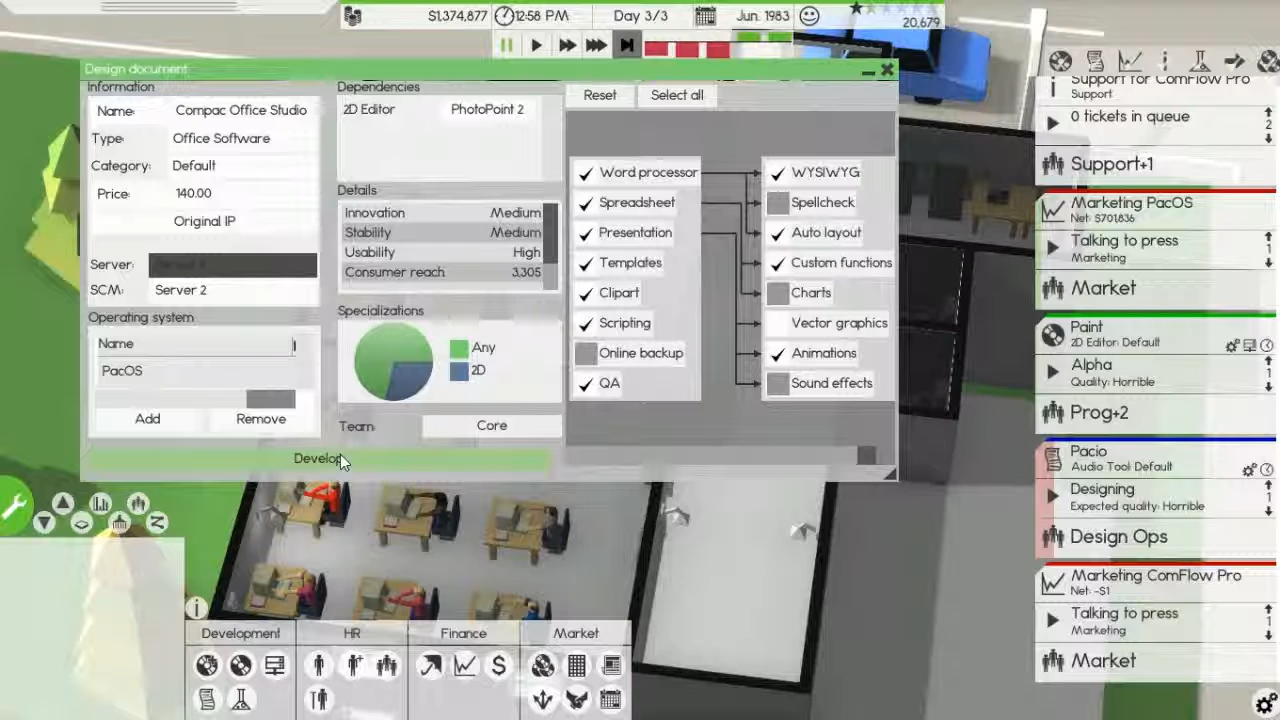 $1,374,877
12:58 PM
Day 3/3
Jun. 1983
20,679
Design document
Information
Name: Compac Office Studio
Type: Office Software
Category: Default
Price: 140.00
Original IP
Server:
SCM: Server 2
Operating system
Name
PacOS
Add
Remove
Dependencies
2D Editor PhotoPoint 2
Details
Innovation Medium
Stability Medium
Usability High
Consumer reach 3,305
Specializations
Any
2D
Team: Core
Develop
Reset
Select all
Word processor
Spreadsheet
Presentation
Templates
Clipart
Scripting
Online backup
QA
WYSIWYG
Spellcheck
Auto layout
Custom functions
Charts
Vector graphics
Animations
Sound effects
Support for ComFlow Pro
Support
0 tickets in queue
2
Support+1
Marketing PacOS
Net: $701,836
Talking to press
Marketing
1
Market
Paint
2D Editor: Default
Alpha
Quality: Horrible
1
Prog+2
Pacio
Audio Tool: Default
Designing
Expected quality: Horrible
1
Design Ops
Marketing ComFlow Pro
Net: -$1
Talking to press
Marketing
1
Market
Development
HR
Finance
Market